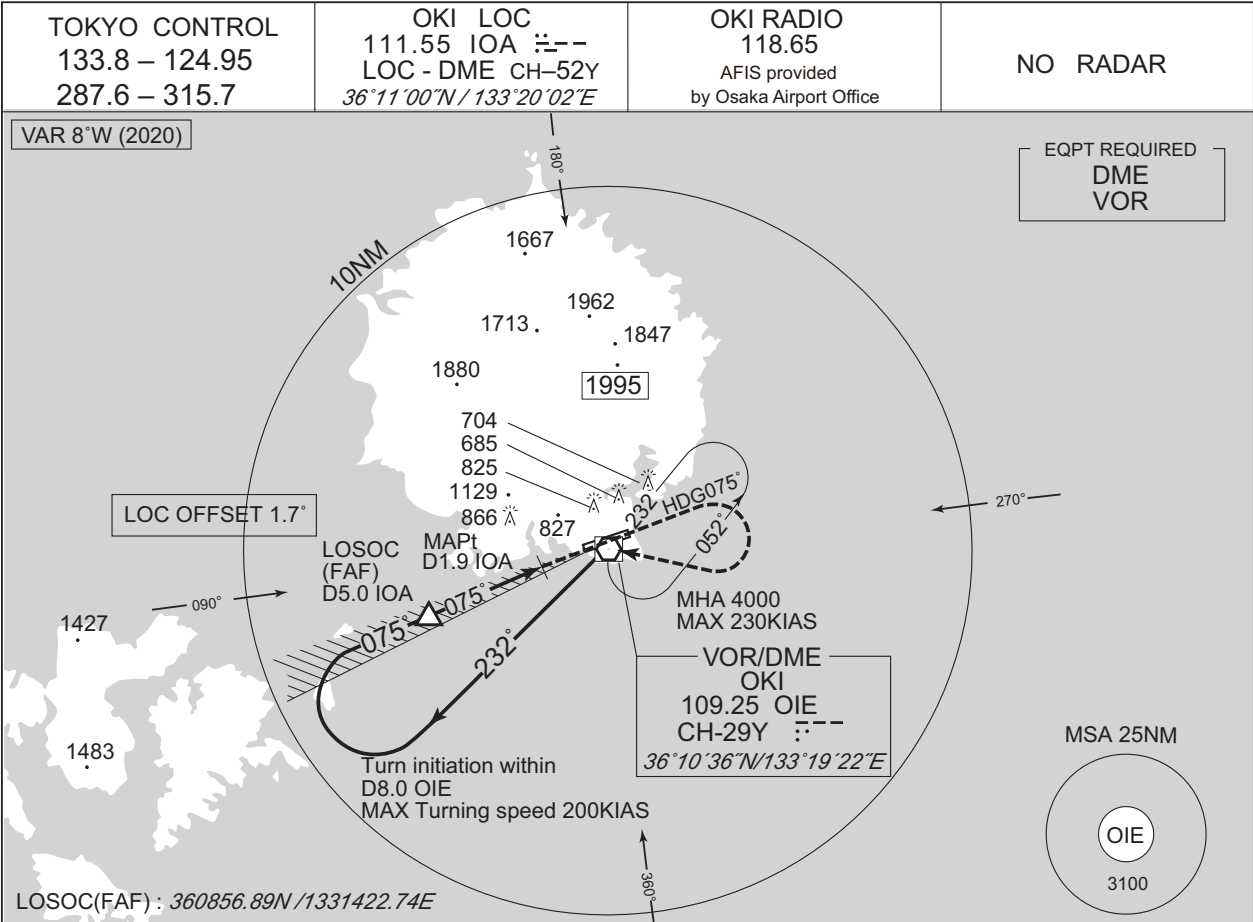 TOKYO CONTROL
133.8 – 124.95
287.6 – 315.7
OKI LOC
111.55 IOA
LOC - DME CH–52Y
36°11´00˝N / 133°20´02˝E
OKI RADIO
118.65
AFIS provided
by Osaka Airport Office
NO RADAR
VAR 8°W (2020)
EQPT REQUIRED
DME
VOR
180°
10NM
1667
1962
1713
1847
1880
1995
704
685
825
1129
866
827
232
HDG075°
052°
270°
LOC OFFSET 1.7°
LOSOC
(FAF)
D5.0 IOA
MAPt
D1.9 IOA
090°
075°
075°
232°
1427
1483
MHA 4000
MAX 230KIAS
VOR/DME
OKI
109.25 OIE
CH-29Y
36°10´36˝N/133°19´22˝E
Turn initiation within
D8.0 OIE
MAX Turning speed 200KIAS
MSA 25NM
OIE
3100
360°
LOSOC(FAF) : 360856.89N /1331422.74E